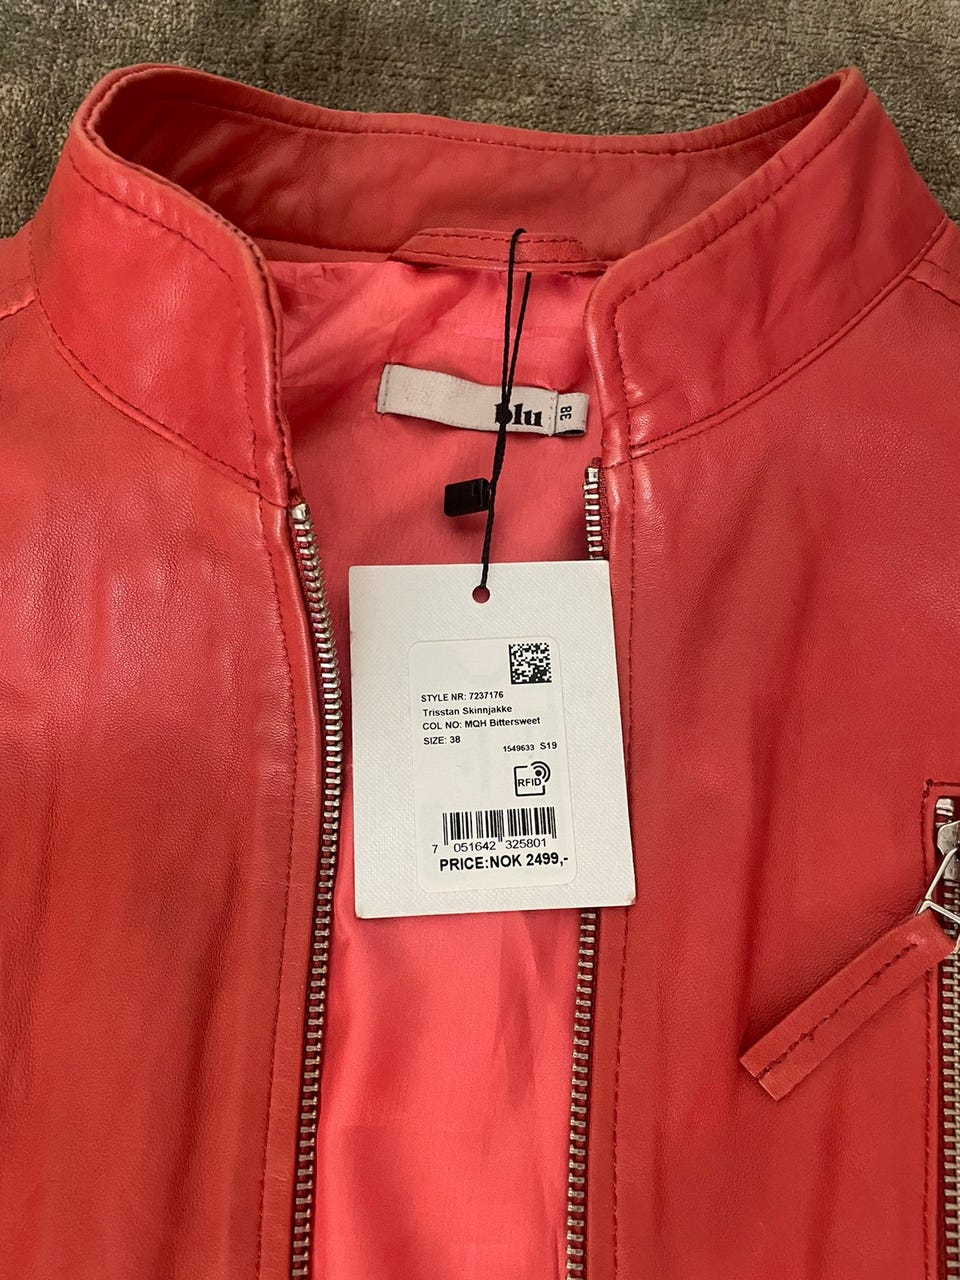 blu
38
STYLE NR: 7237176
Trisstan Skinnjakke
COL NO: MQH Bittersweet
SIZE: 38
1549633 S19
RFID
7 051642 325801
PRICE:NOK 2499,-